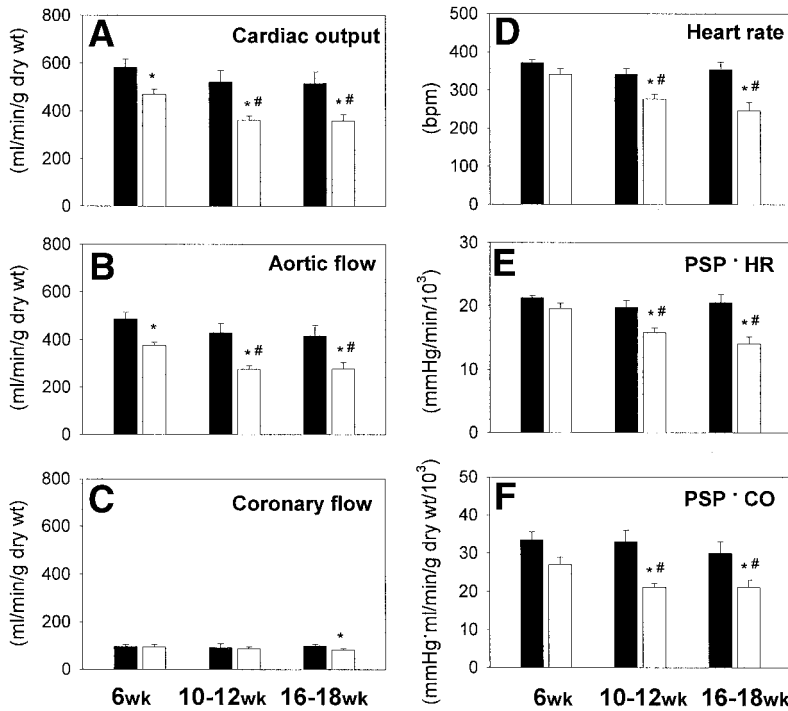 A
Cardiac output
(ml/min/g dry wt)
800
600
400
200
0
* * # * #
B
Aortic flow
(ml/min/g dry wt)
800
600
400
200
0
* * # * #
C
Coronary flow
(ml/min/g dry wt)
800
600
400
200
0
*
6wk 10-12wk 16-18wk
D
Heart rate
(bpm)
500
400
300
200
100
0
* # * #
E
PSP · HR
(mmHg/min/10³)
30
20
10
0
* # * #
F
PSP · CO
(mmHg·ml/min/g dry wt/10³)
50
40
30
20
10
0
* # * #
6wk 10-12wk 16-18wk